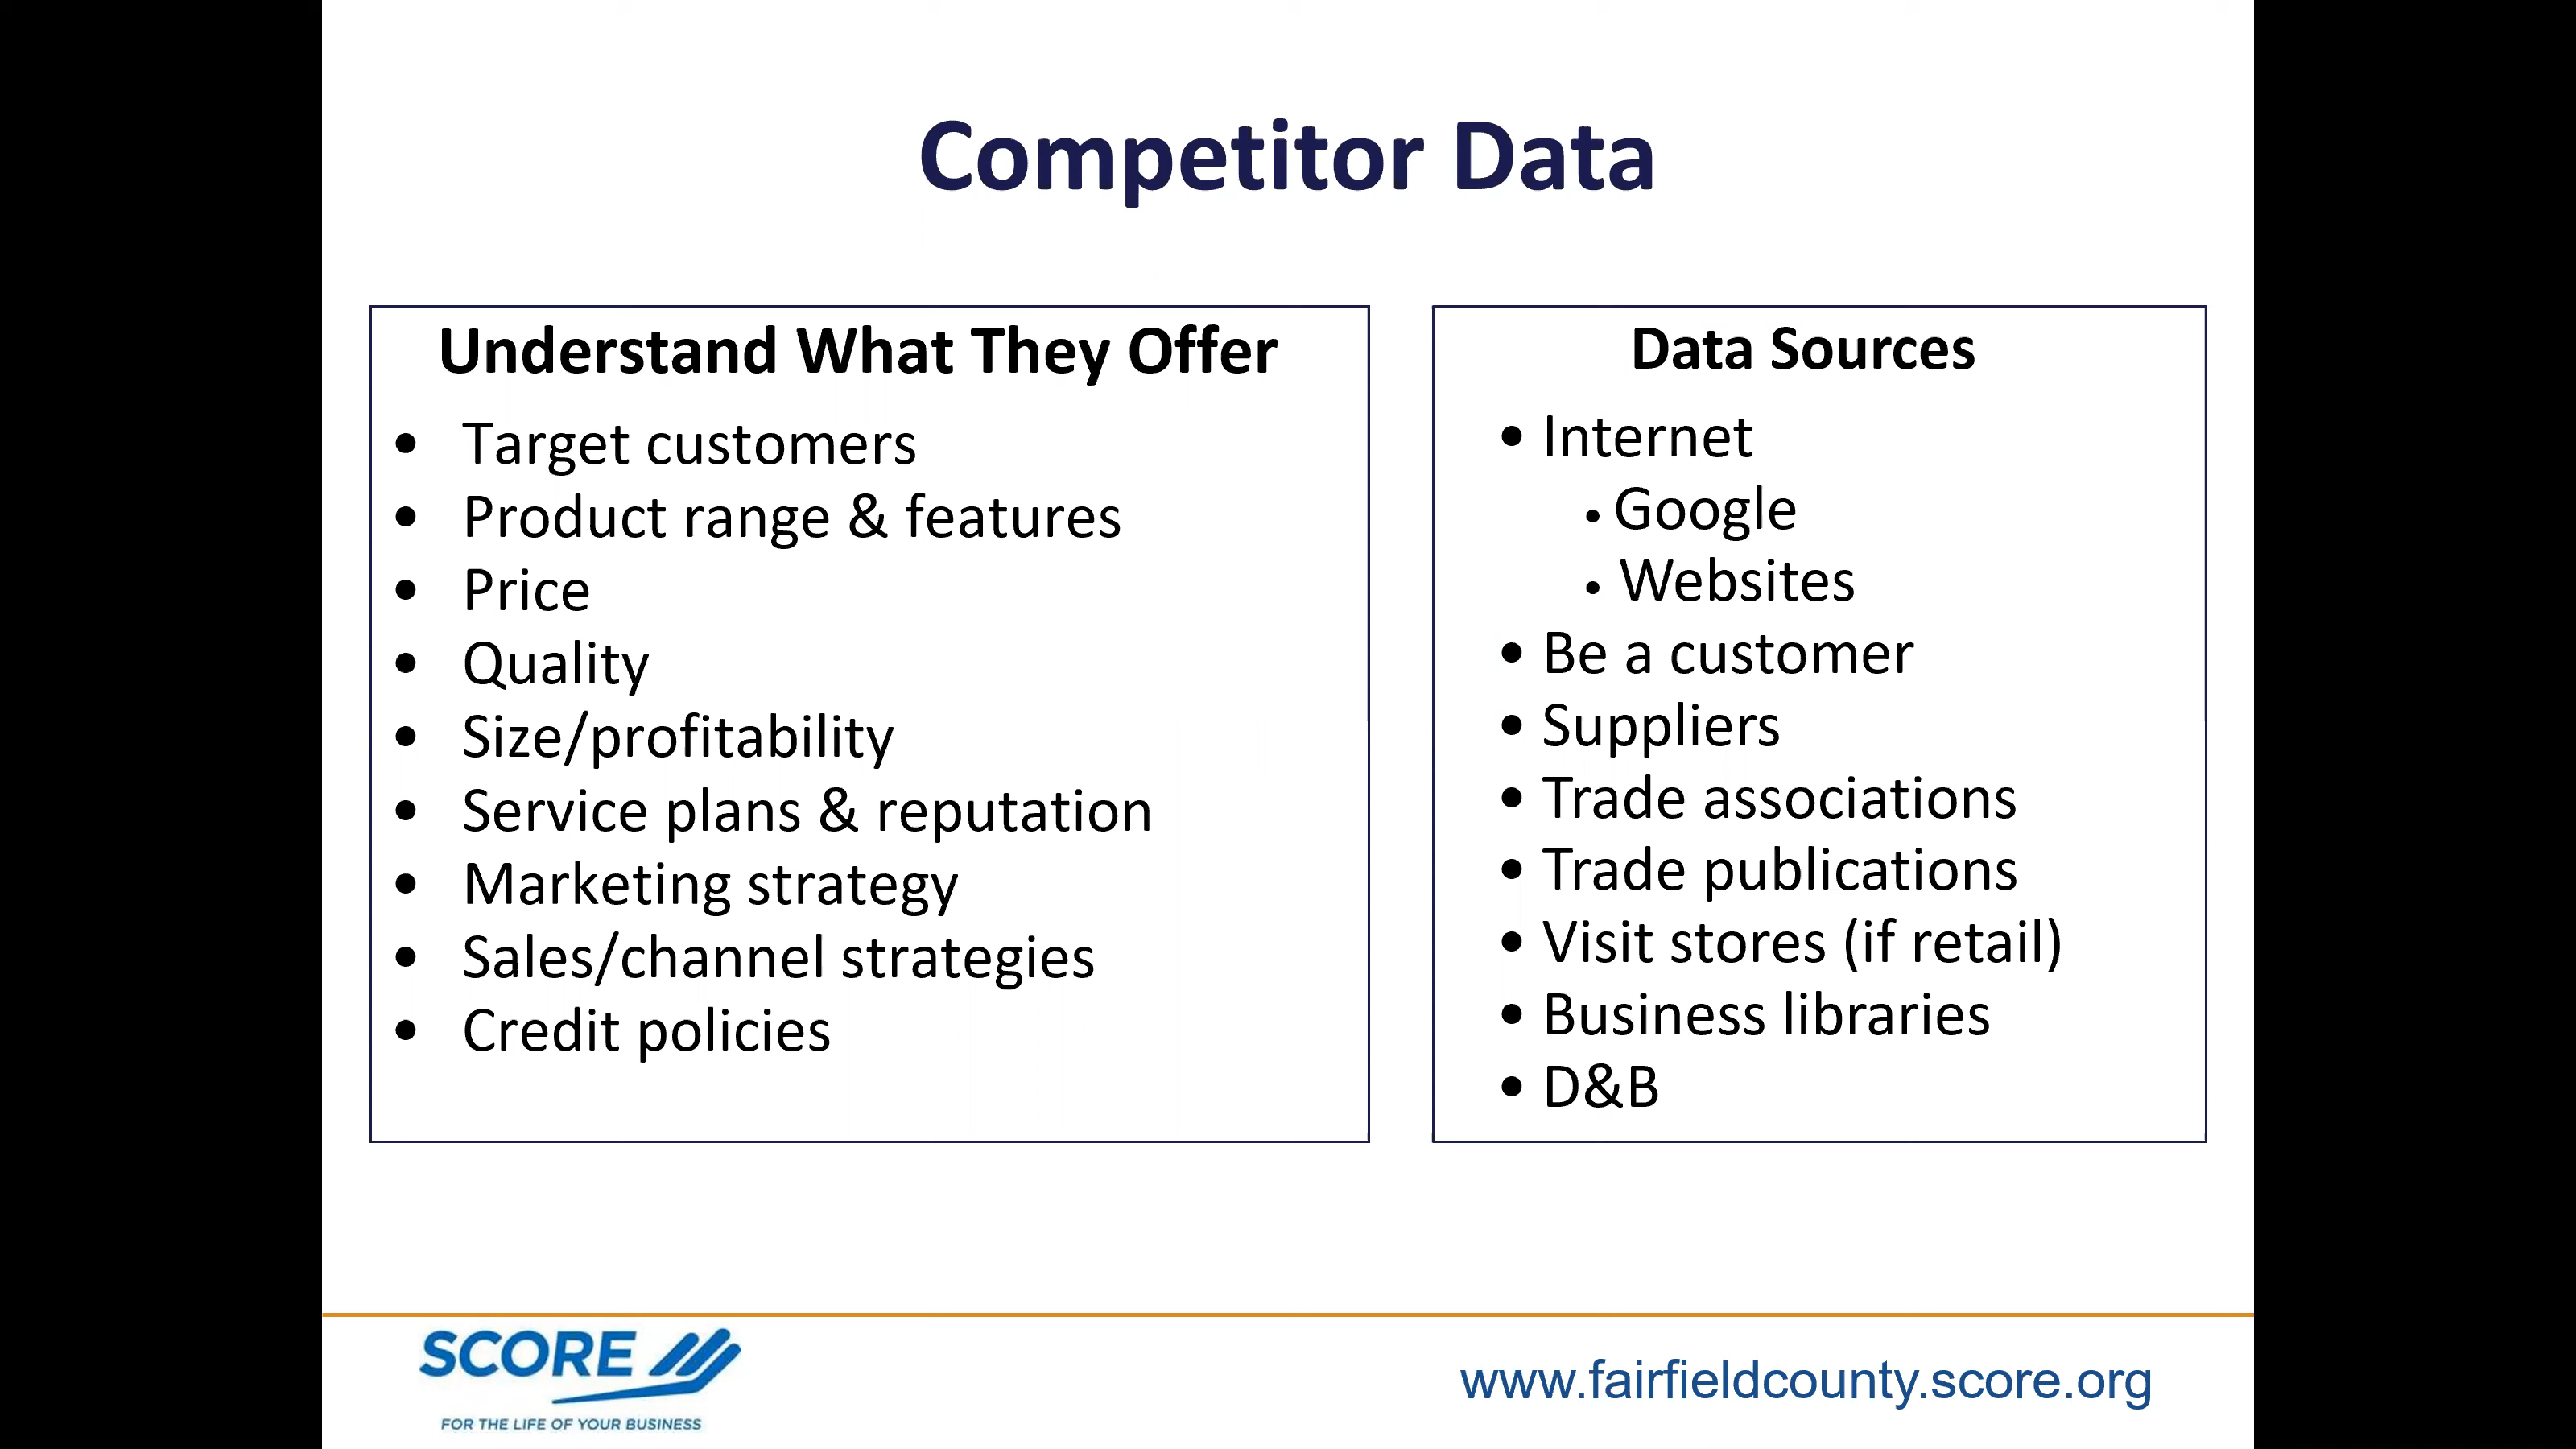 Competitor Data
Understand What They Offer
• Target customers
• Product range & features
• Price
• Quality
• Size/profitability
• Service plans & reputation
• Marketing strategy
• Sales/channel strategies
• Credit policies
Data Sources
• Internet
• Google
• Websites
• Be a customer
• Suppliers
• Trade associations
• Trade publications
• Visit stores (if retail)
• Business libraries
• D&B
SCORE
FOR THE LIFE OF YOUR BUSINESS
www.fairfieldcounty.score.org